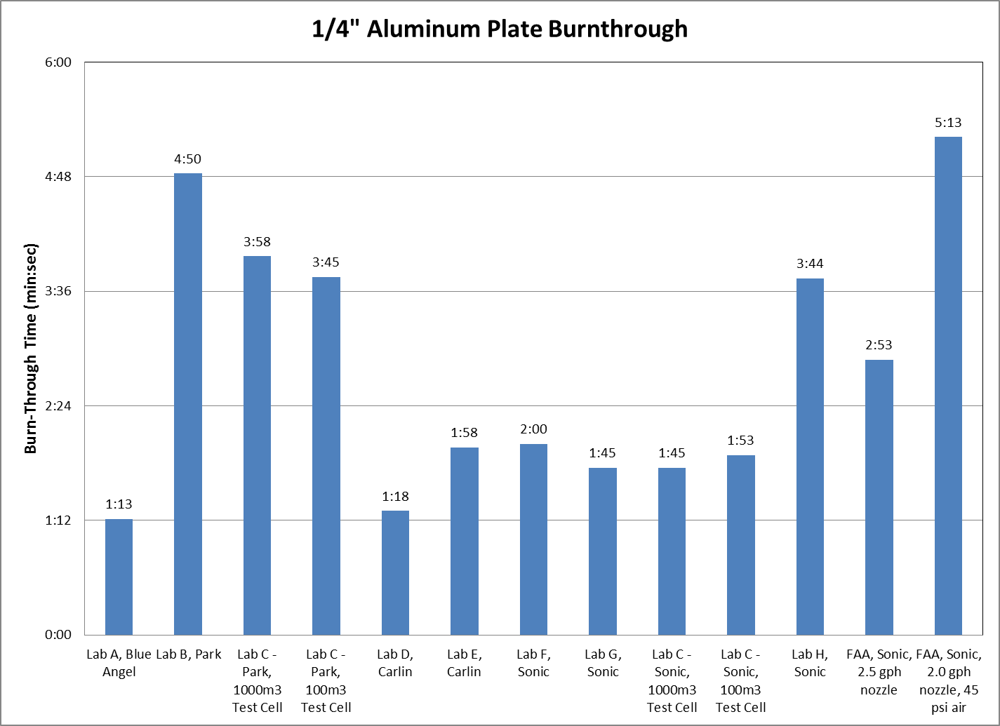 1/4" Aluminum Plate Burnthrough
Burn-Through Time (min:sec)
6:00
4:48
3:36
2:24
1:12
0:00
1:13
4:50
3:58
3:45
1:18
1:58
2:00
1:45
1:45
1:53
3:44
2:53
5:13
Lab A, Blue
Angel
Lab B, Park
Lab C -
Park,
1000m3
Test Cell
Lab C -
Park,
100m3
Test Cell
Lab D,
Carlin
Lab E,
Carlin
Lab F,
Sonic
Lab G,
Sonic
Lab C -
Sonic,
1000m3
Test Cell
Lab C -
Sonic,
100m3
Test Cell
Lab H,
Sonic
FAA, Sonic,
2.5 gph
nozzle
FAA, Sonic,
2.0 gph
nozzle, 45
psi air